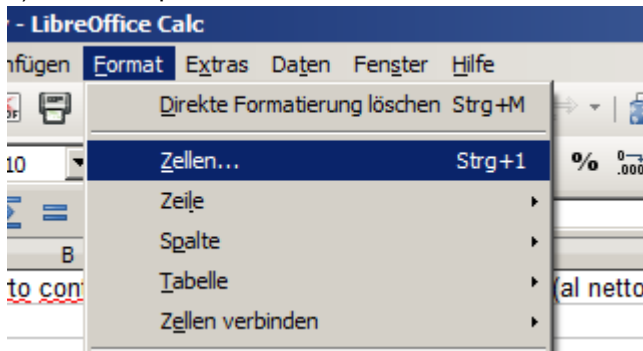 - LibreOffice Calc
nfügen Format Extras Daten Fenster Hilfe
Direkte Formatierung löschen Strg+M
10 Zellen... Strg+1 % .000
Zeile
Spalte
B Tabelle
to con (al netto
Zellen verbinden